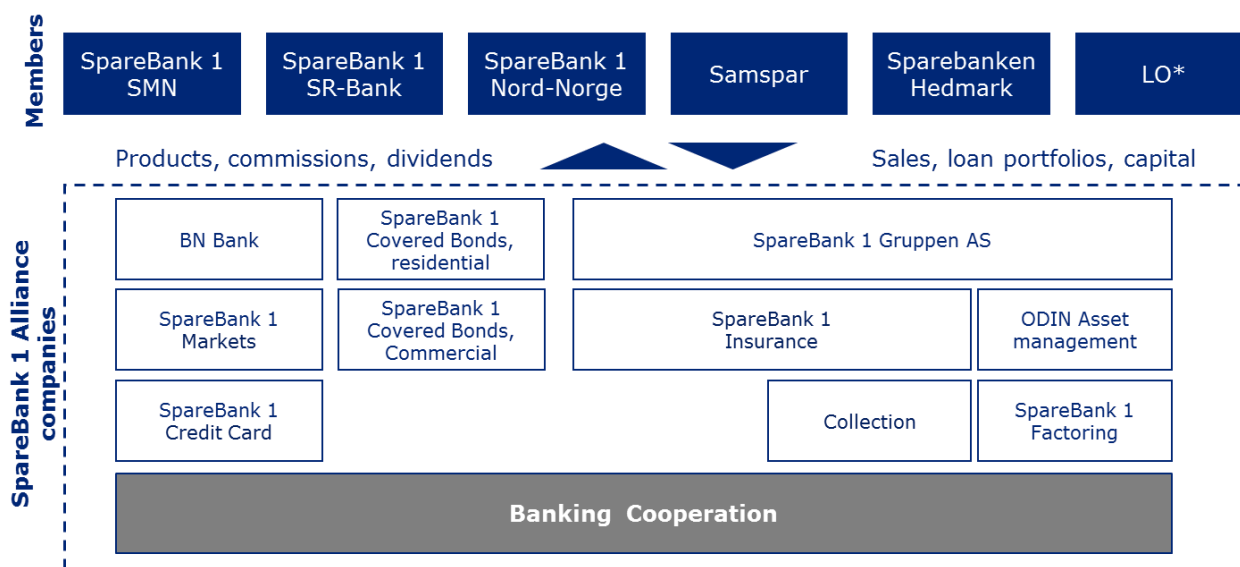 Members
SpareBank 1
SMN
SpareBank 1
SR-Bank
SpareBank 1
Nord-Norge
Samspar
Sparebanken
Hedmark
LO*
Products, commissions, dividends
Sales, loan portfolios, capital
SpareBank 1 Alliance
companies
BN Bank
SpareBank 1
Covered Bonds,
residential
SpareBank 1 Gruppen AS
SpareBank 1
Markets
SpareBank 1
Covered Bonds,
Commercial
SpareBank 1
Insurance
ODIN Asset
management
SpareBank 1
Credit Card
Collection
SpareBank 1
Factoring
Banking Cooperation